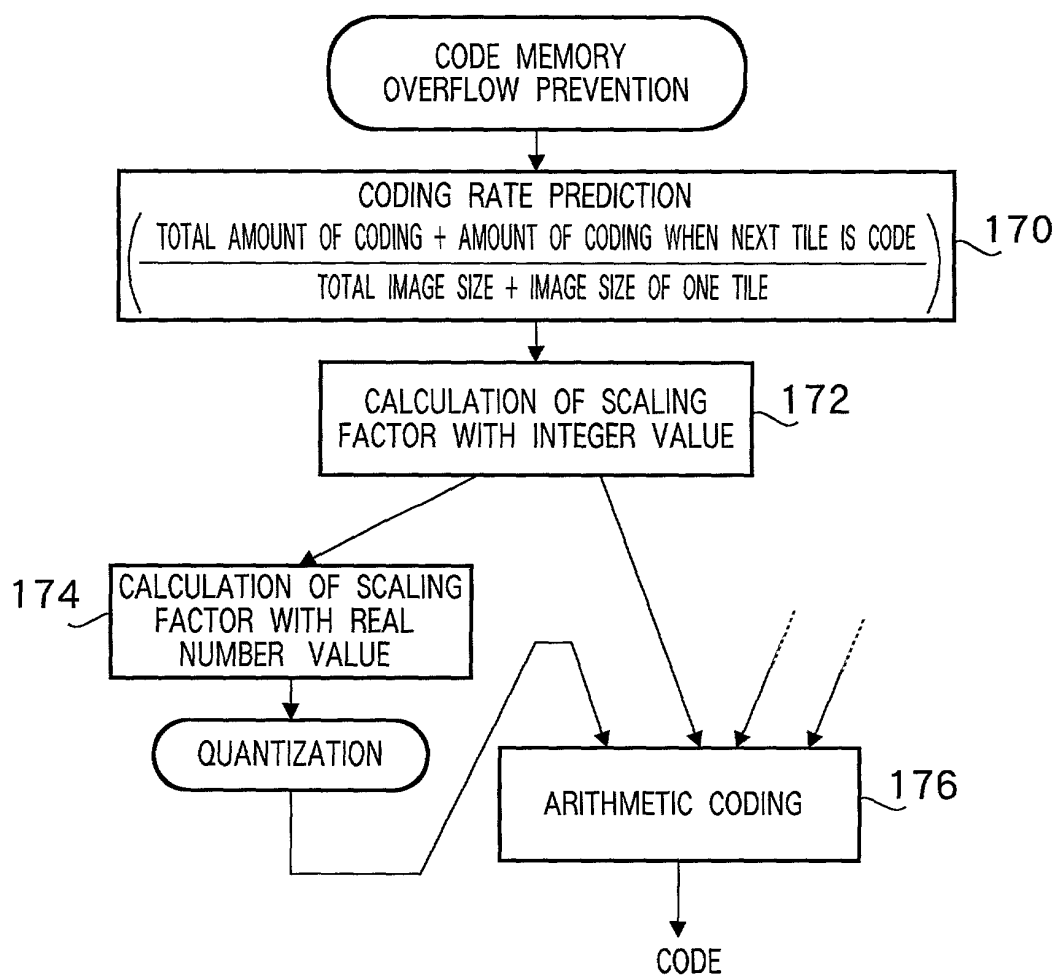 CODE MEMORY
OVERFLOW PREVENTION
CODING RATE PREDICTION
TOTAL AMOUNT OF CODING + AMOUNT OF CODING WHEN NEXT TILE IS CODE
TOTAL IMAGE SIZE + IMAGE SIZE OF ONE TILE
170
CALCULATION OF SCALING
FACTOR WITH INTEGER VALUE
172
174
CALCULATION OF SCALING
FACTOR WITH REAL
NUMBER VALUE
QUANTIZATION
ARITHMETIC CODING
176
CODE